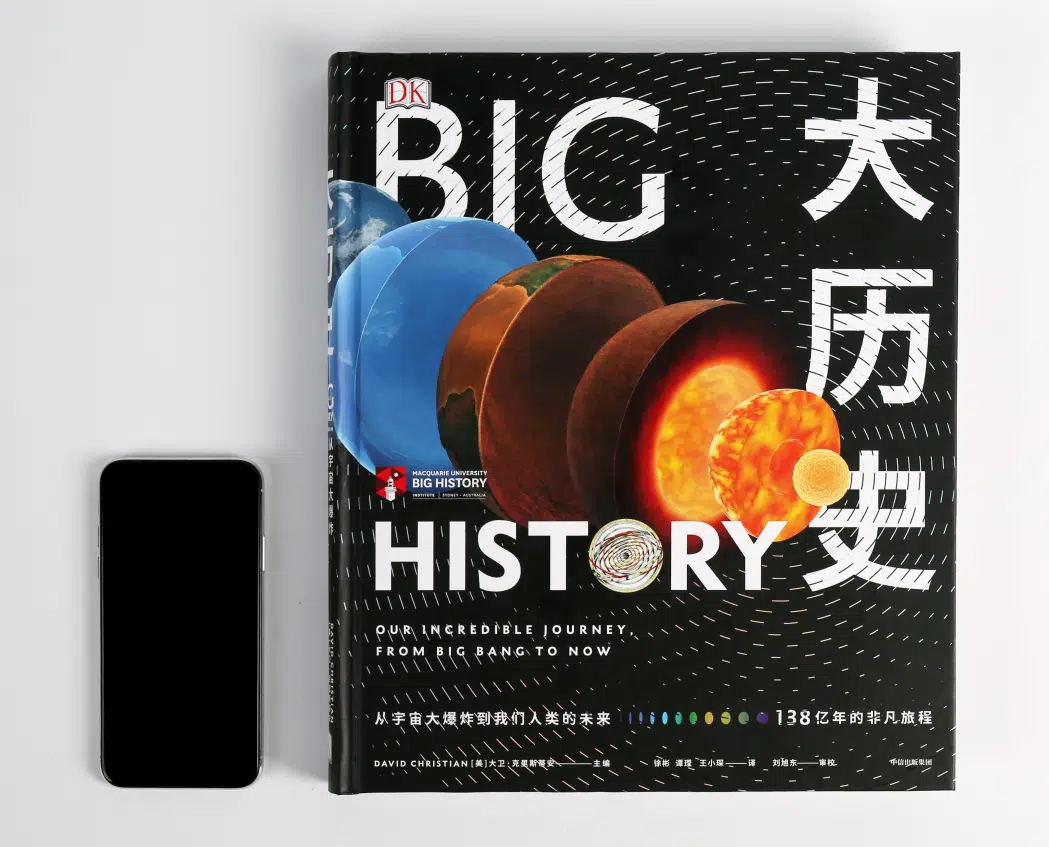 DK
BIG
大历史
MACQUARIE UNIVERSITY
BIG HISTORY
INSTITUTE | SYDNEY · AUSTRALIA
HISTORY
OUR INCREDIBLE JOURNEY,
FROM BIG BANG TO NOW
从宇宙大爆炸到我们人类的未来 138亿年的非凡旅程
DAVID CHRISTIAN [美]大卫·克里斯蒂安——主编 徐彬 谭瑾 王小琛——译 刘旭东——审校 中信出版集团
DAVID CHRISTIAN